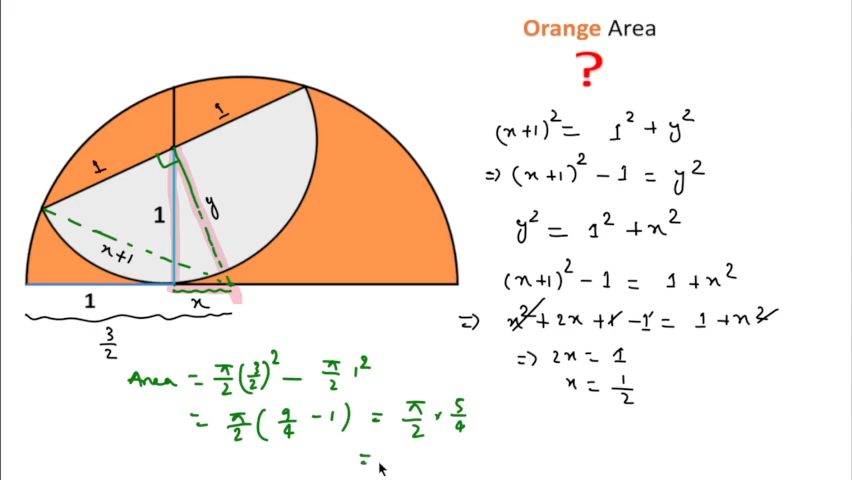 Orange Area
?
1
1
1
y
x+1
1
x
3/2
(x+1)² = 1² + y²
⇒ (x+1)² − 1 = y²
y² = 1² + x²
(x+1)² − 1 = 1 + x²
⇒ x² + 2x + 1 − 1 = 1 + x²
⇒ 2x = 1
x = 1/2
Area = π/2 (3/2)² − π/2 1²
= π/2 (9/4 − 1) = π/2 × 5/4
=